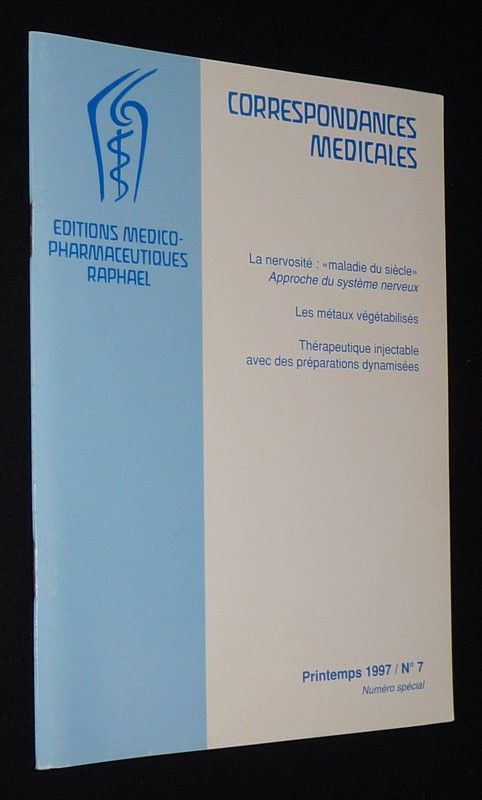 EDITIONS MEDICO-
PHARMACEUTIQUES
RAPHAEL
CORRESPONDANCES
MEDICALES
La nervosité : «maladie du siècle»
Approche du système nerveux
Les métaux végétabilisés
Thérapeutique injectable
avec des préparations dynamisées
Printemps 1997 / N° 7
Numéro spécial